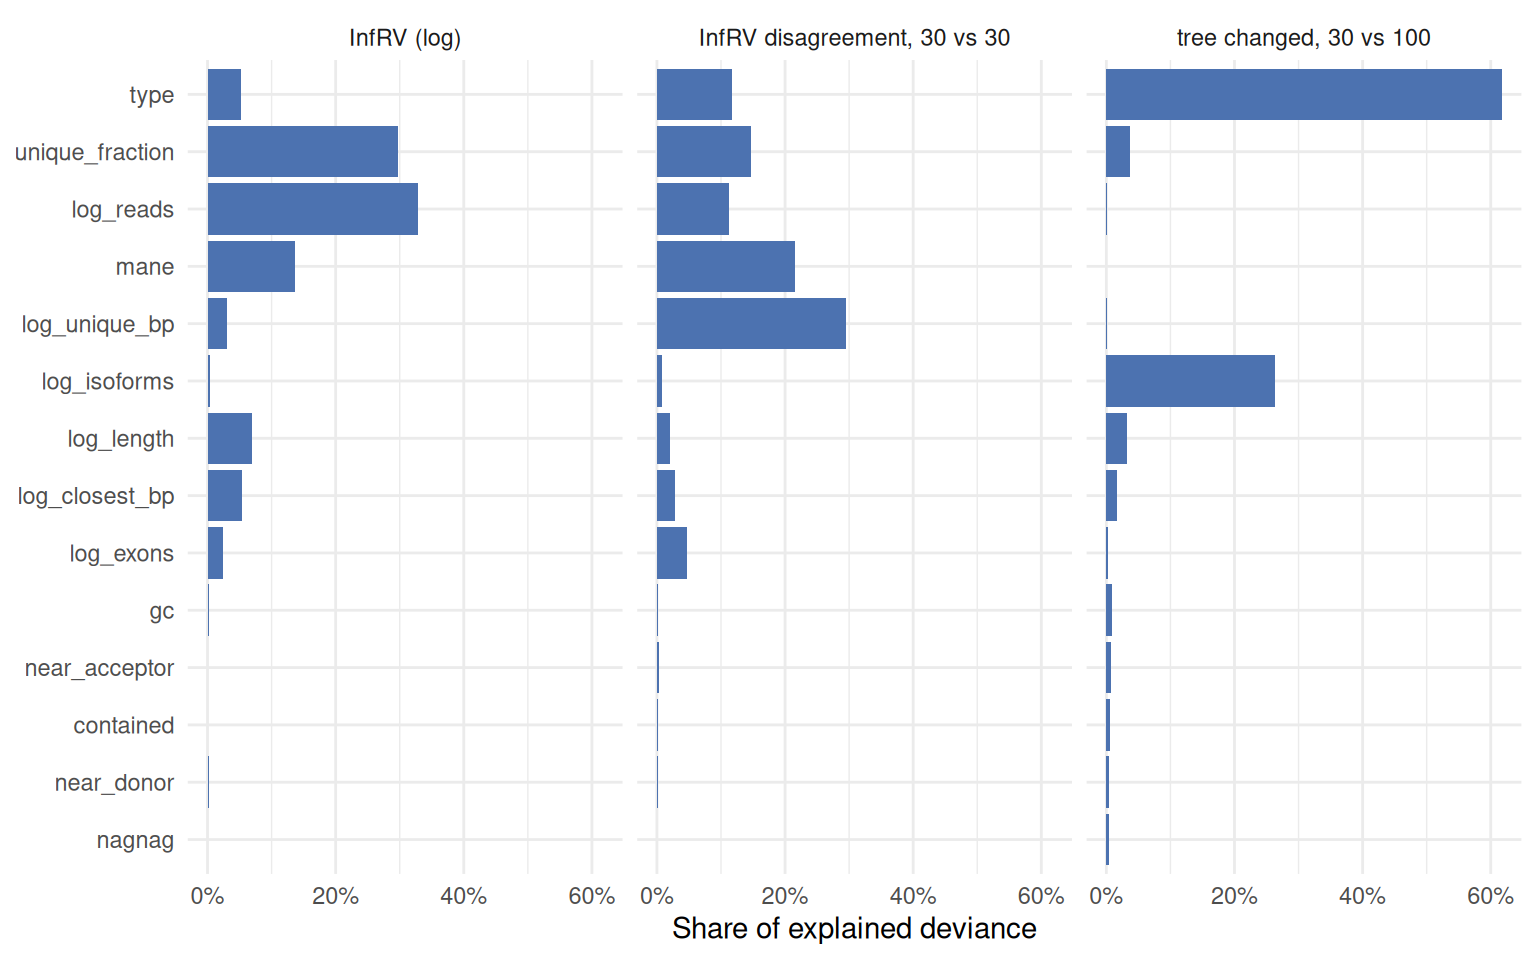 InfRV (log)
InfRV disagreement, 30 vs 30
tree changed, 30 vs 100
type
unique_fraction
log_reads
mane
log_unique_bp
log_isoforms
log_length
log_closest_bp
log_exons
gc
near_acceptor
contained
near_donor
nagnag
0% 20% 40% 60% 0% 20% 40% 60% 0% 20% 40% 60%
Share of explained deviance